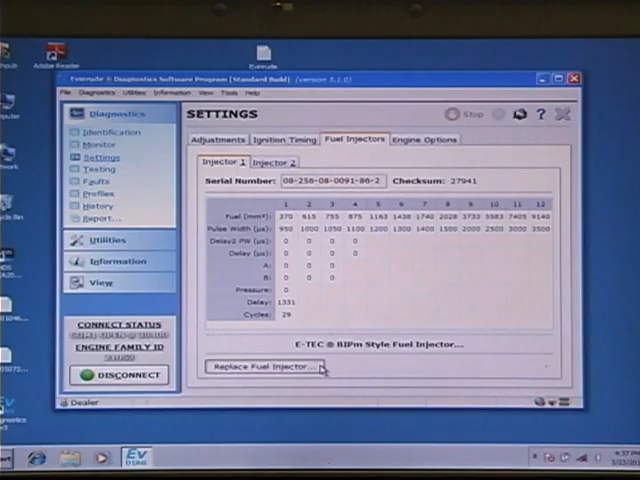 Adobe Reader
Evinrude
Evinrude ® Diagnostics Software Program [Standard Build] (version 5.1.0)
File Diagnostics Utilities Information View Tools Help
Diagnostics
Identification
Monitor
Settings
Testing
Faults
Profiles
History
Report...
Utilities
Information
View
CONNECT STATUS
ENGINE FAMILY ID
DISCONNECT
SETTINGS
Stop
Adjustments Ignition Timing Fuel Injectors Engine Options
Injector 1 Injector 2
Serial Number: 08-256-08-0091-86-2 Checksum: 27941
1 2 3 4 5 6 7 8 9 10 11 12
Fuel (mm³): 370 615 755 875 1163 1438 1740 2028 3733 5583 7405 9140
Pulse Width (µs): 950 1000 1050 1100 1200 1300 1400 1500 2000 2500 3000 3500
Delay2 PW (µs): 0 0 0 0
Delay (µs): 0 0 0 0
A: 0 0 0
B: 0 0 0
Pressure: 0
Delay: 1331
Cycles: 29
E-TEC ® BIPm Style Fuel Injector...
Replace Fuel Injector...
Dealer
Ev
DIAG
4:37 PM